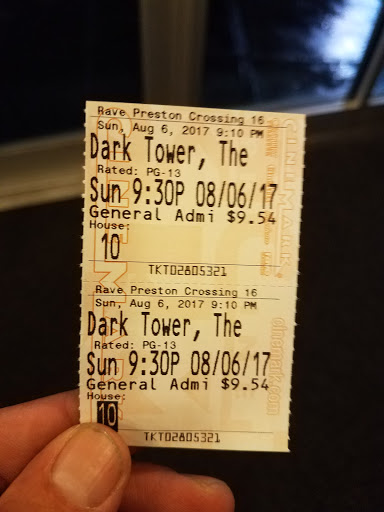 Rave Preston Crossing 16
Sun, Aug 6, 2017 9:10 PM
Dark Tower, The
Rated: PG-13
Sun 9:30P 08/06/17
General Admi $9.54
House:
10
TKT02805321
Rave Preston Crossing 16
Sun, Aug 6, 2017 9:10 PM
Dark Tower, The
Rated: PG-13
Sun 9:30P 08/06/17
General Admi $9.54
House:
10
TKT02805321
CINEMARK
cinemark.com